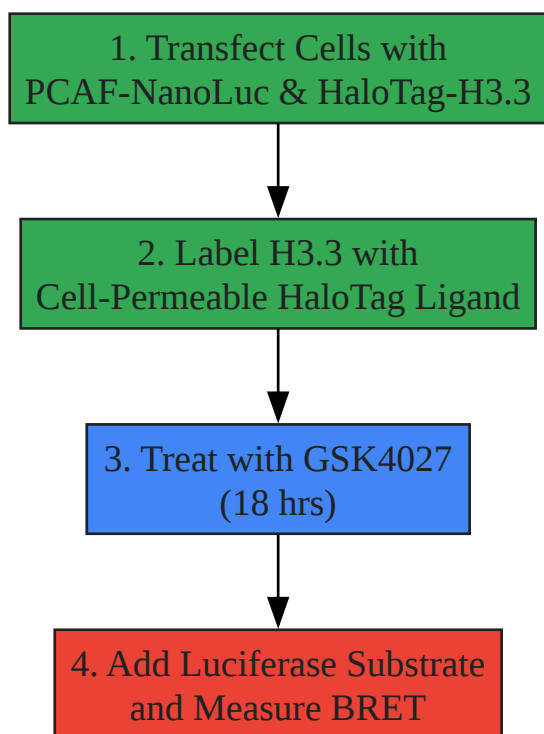 1. Transfect Cells with
PCAF-NanoLuc & HaloTag-H3.3
2. Label H3.3 with
Cell-Permeable HaloTag Ligand
3. Treat with GSK4027
(18 hrs)
4. Add Luciferase Substrate
and Measure BRET